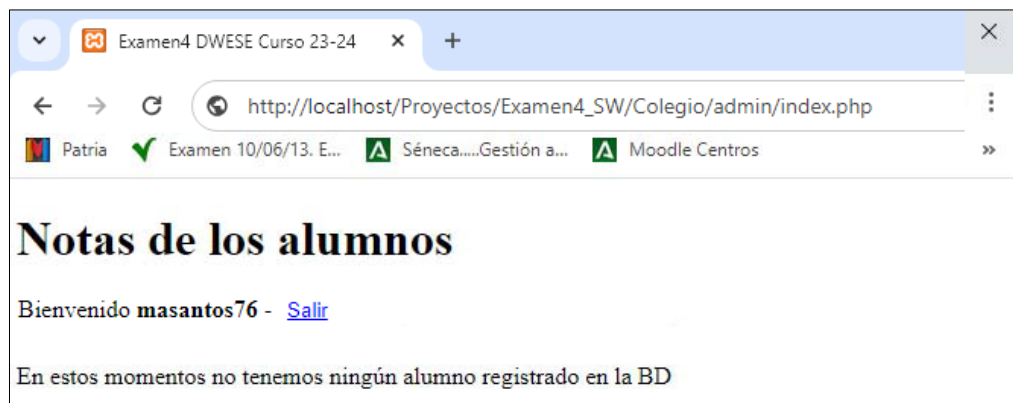 Examen4 DWESE Curso 23-24
http://localhost/Proyectos/Examen4_SW/Colegio/admin/index.php
Patria Examen 10/06/13. E... Séneca.....Gestión a... Moodle Centros
Notas de los alumnos
Bienvenido masantos76 - Salir
En estos momentos no tenemos ningún alumno registrado en la BD